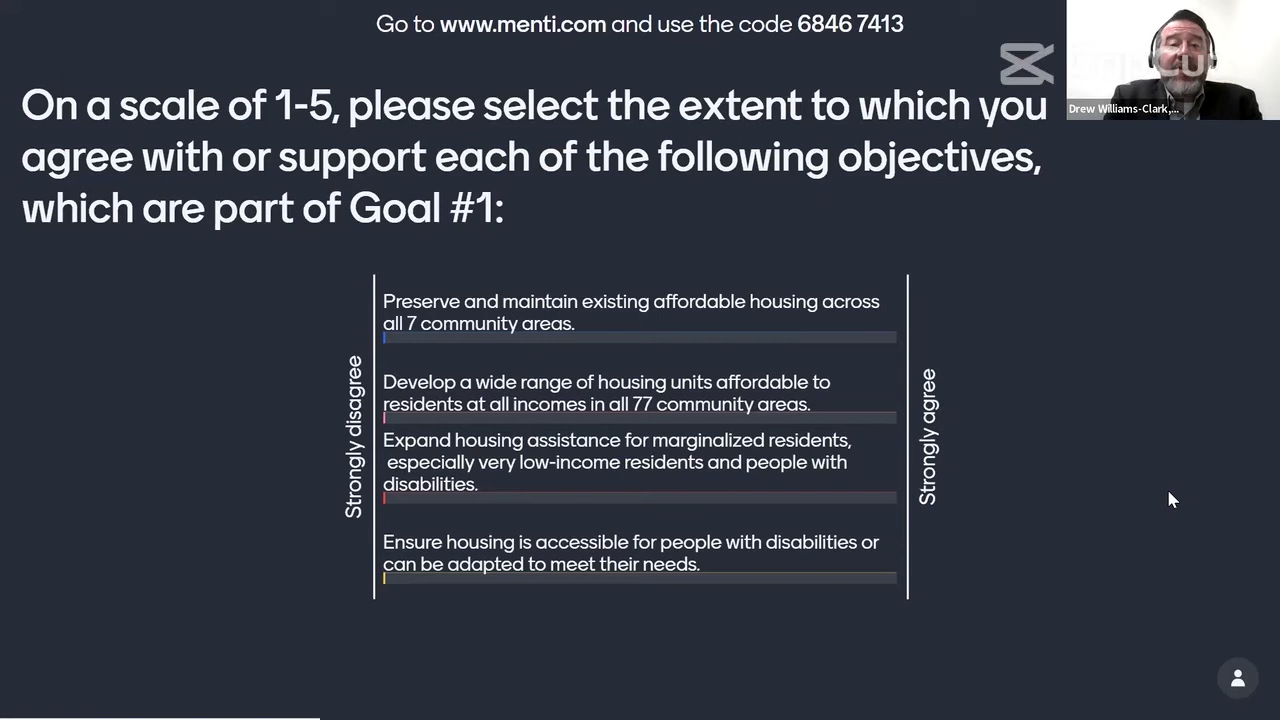 Go to www.menti.com and use the code 6846 7413
On a scale of 1-5, please select the extent to which you
agree with or support each of the following objectives,
which are part of Goal #1:
Drew Williams-Clark,...
Strongly disagree
Preserve and maintain existing affordable housing across
all 7 community areas.
Develop a wide range of housing units affordable to
residents at all incomes in all 77 community areas.
Expand housing assistance for marginalized residents,
especially very low-income residents and people with
disabilities.
Ensure housing is accessible for people with disabilities or
can be adapted to meet their needs.
Strongly agree